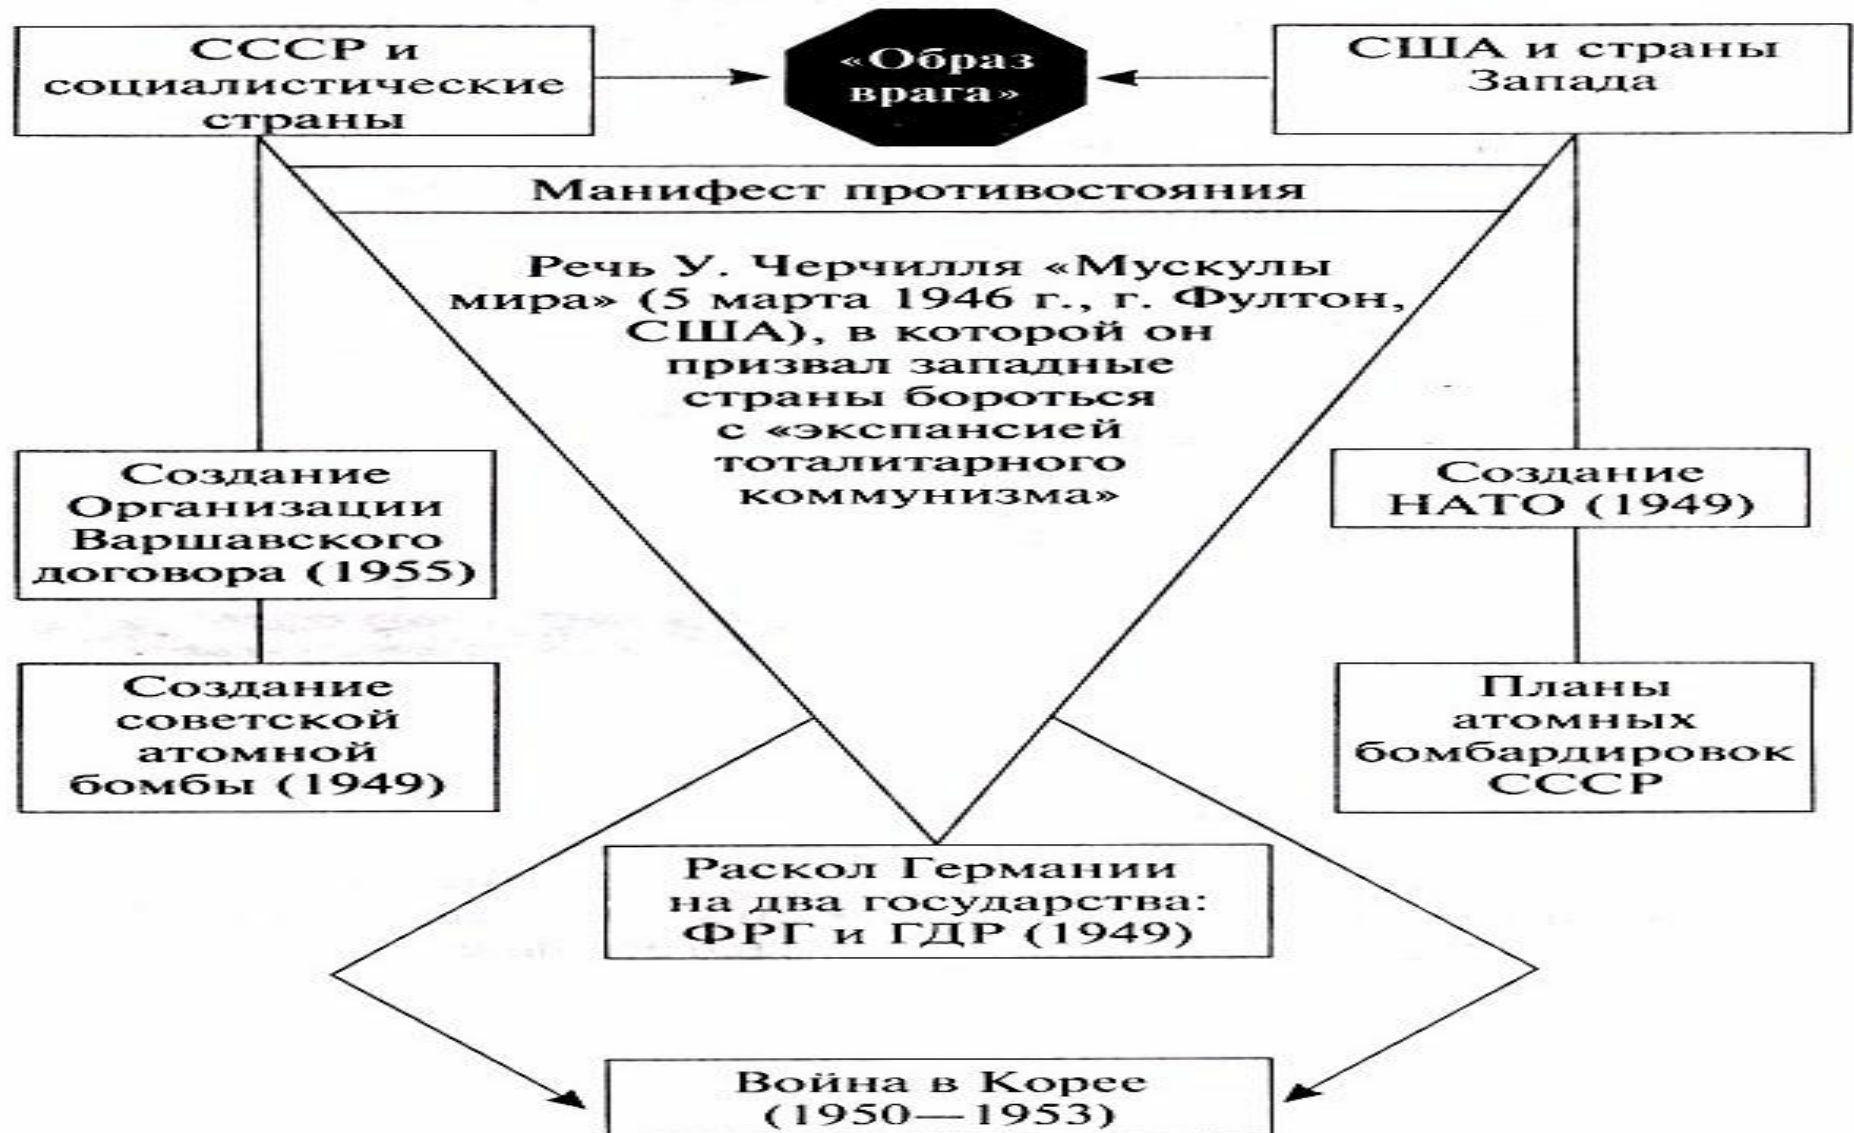 СССР и
социалистические
страны
«Образ
врага»
США и страны
Запада
Манифест противостояния
Речь У. Черчилля «Мускулы
мира» (5 марта 1946 г., г. Фултон,
США), в которой он
призвал западные
страны бороться
с «экспансией
тоталитарного
коммунизма»
Создание
Организации
Варшавского
договора (1955)
Создание
НАТО (1949)
Создание
советской
атомной
бомбы (1949)
Планы
атомных
бомбардировок
СССР
Раскол Германии
на два государства:
ФРГ и ГДР (1949)
Война в Корее
(1950—1953)